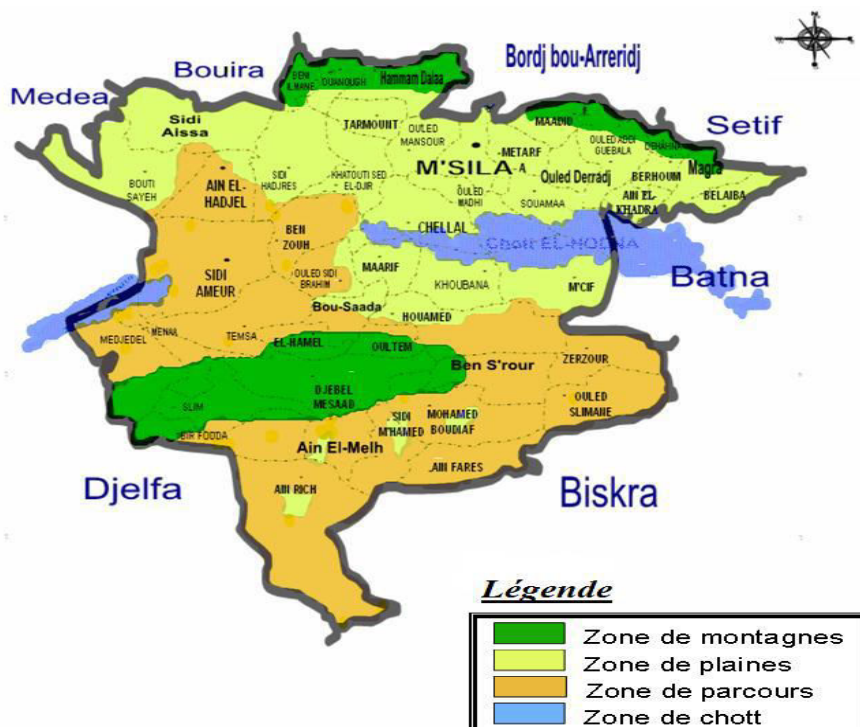 Bordj bou-Arreridj
Bouira
Medea
Setif
BENI
ILMANE
OUANOUGH
Hammam Dalaa
Sidi
Aissa
TARMOUNT
OULED
MANSOUR
MAADID
OULED ADDI
GUEBALA
DEHAHNA
METARF
A
M'SILA
Magra
BOUTI
SAYEH
AIN EL-
HADJEL
SIDI
HADJRES
KHATOUTI SED
EL-DJIR
OULED
MADHI
Ouled Derradj
SOUAMAA
BERHOUM
AIN EL-
KHADRA
BELAIBA
BEN
ZOUH
CHELLAL
Chott EL-HODNA
SIDI
AMEUR
OULED SIDI
BRAHIM
MAARIF
KHOUBANA
M'CIF
Batna
Bou-Saada
HOUAMED
MEDJEDEL
MENAA
TEMSA
EL-HAMEL
OULTEM
Ben S'rour
ZERZOUR
SLIM
DJEBEL
MESAAD
OULED
SLIMANE
BIR FODDA
SIDI
M'HAMED
MOHAMED
BOUDIAF
Ain El-Melh
AIN FARES
Djelfa
AIN RICH
Biskra
Légende
Zone de montagnes
Zone de plaines
Zone de parcours
Zone de chott